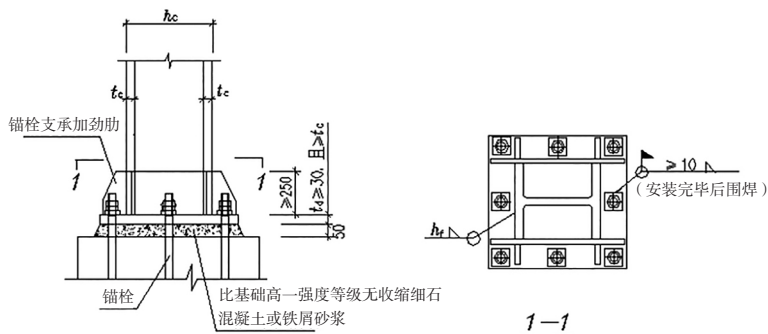 hc
tc
tc
锚栓支承加劲肋
1
1
≥250
td≥30, 且≥tc
50
锚栓
比基础高一强度等级无收缩细石
混凝土或铁屑砂浆
hf
≥10
(安装完毕后围焊)
1—1